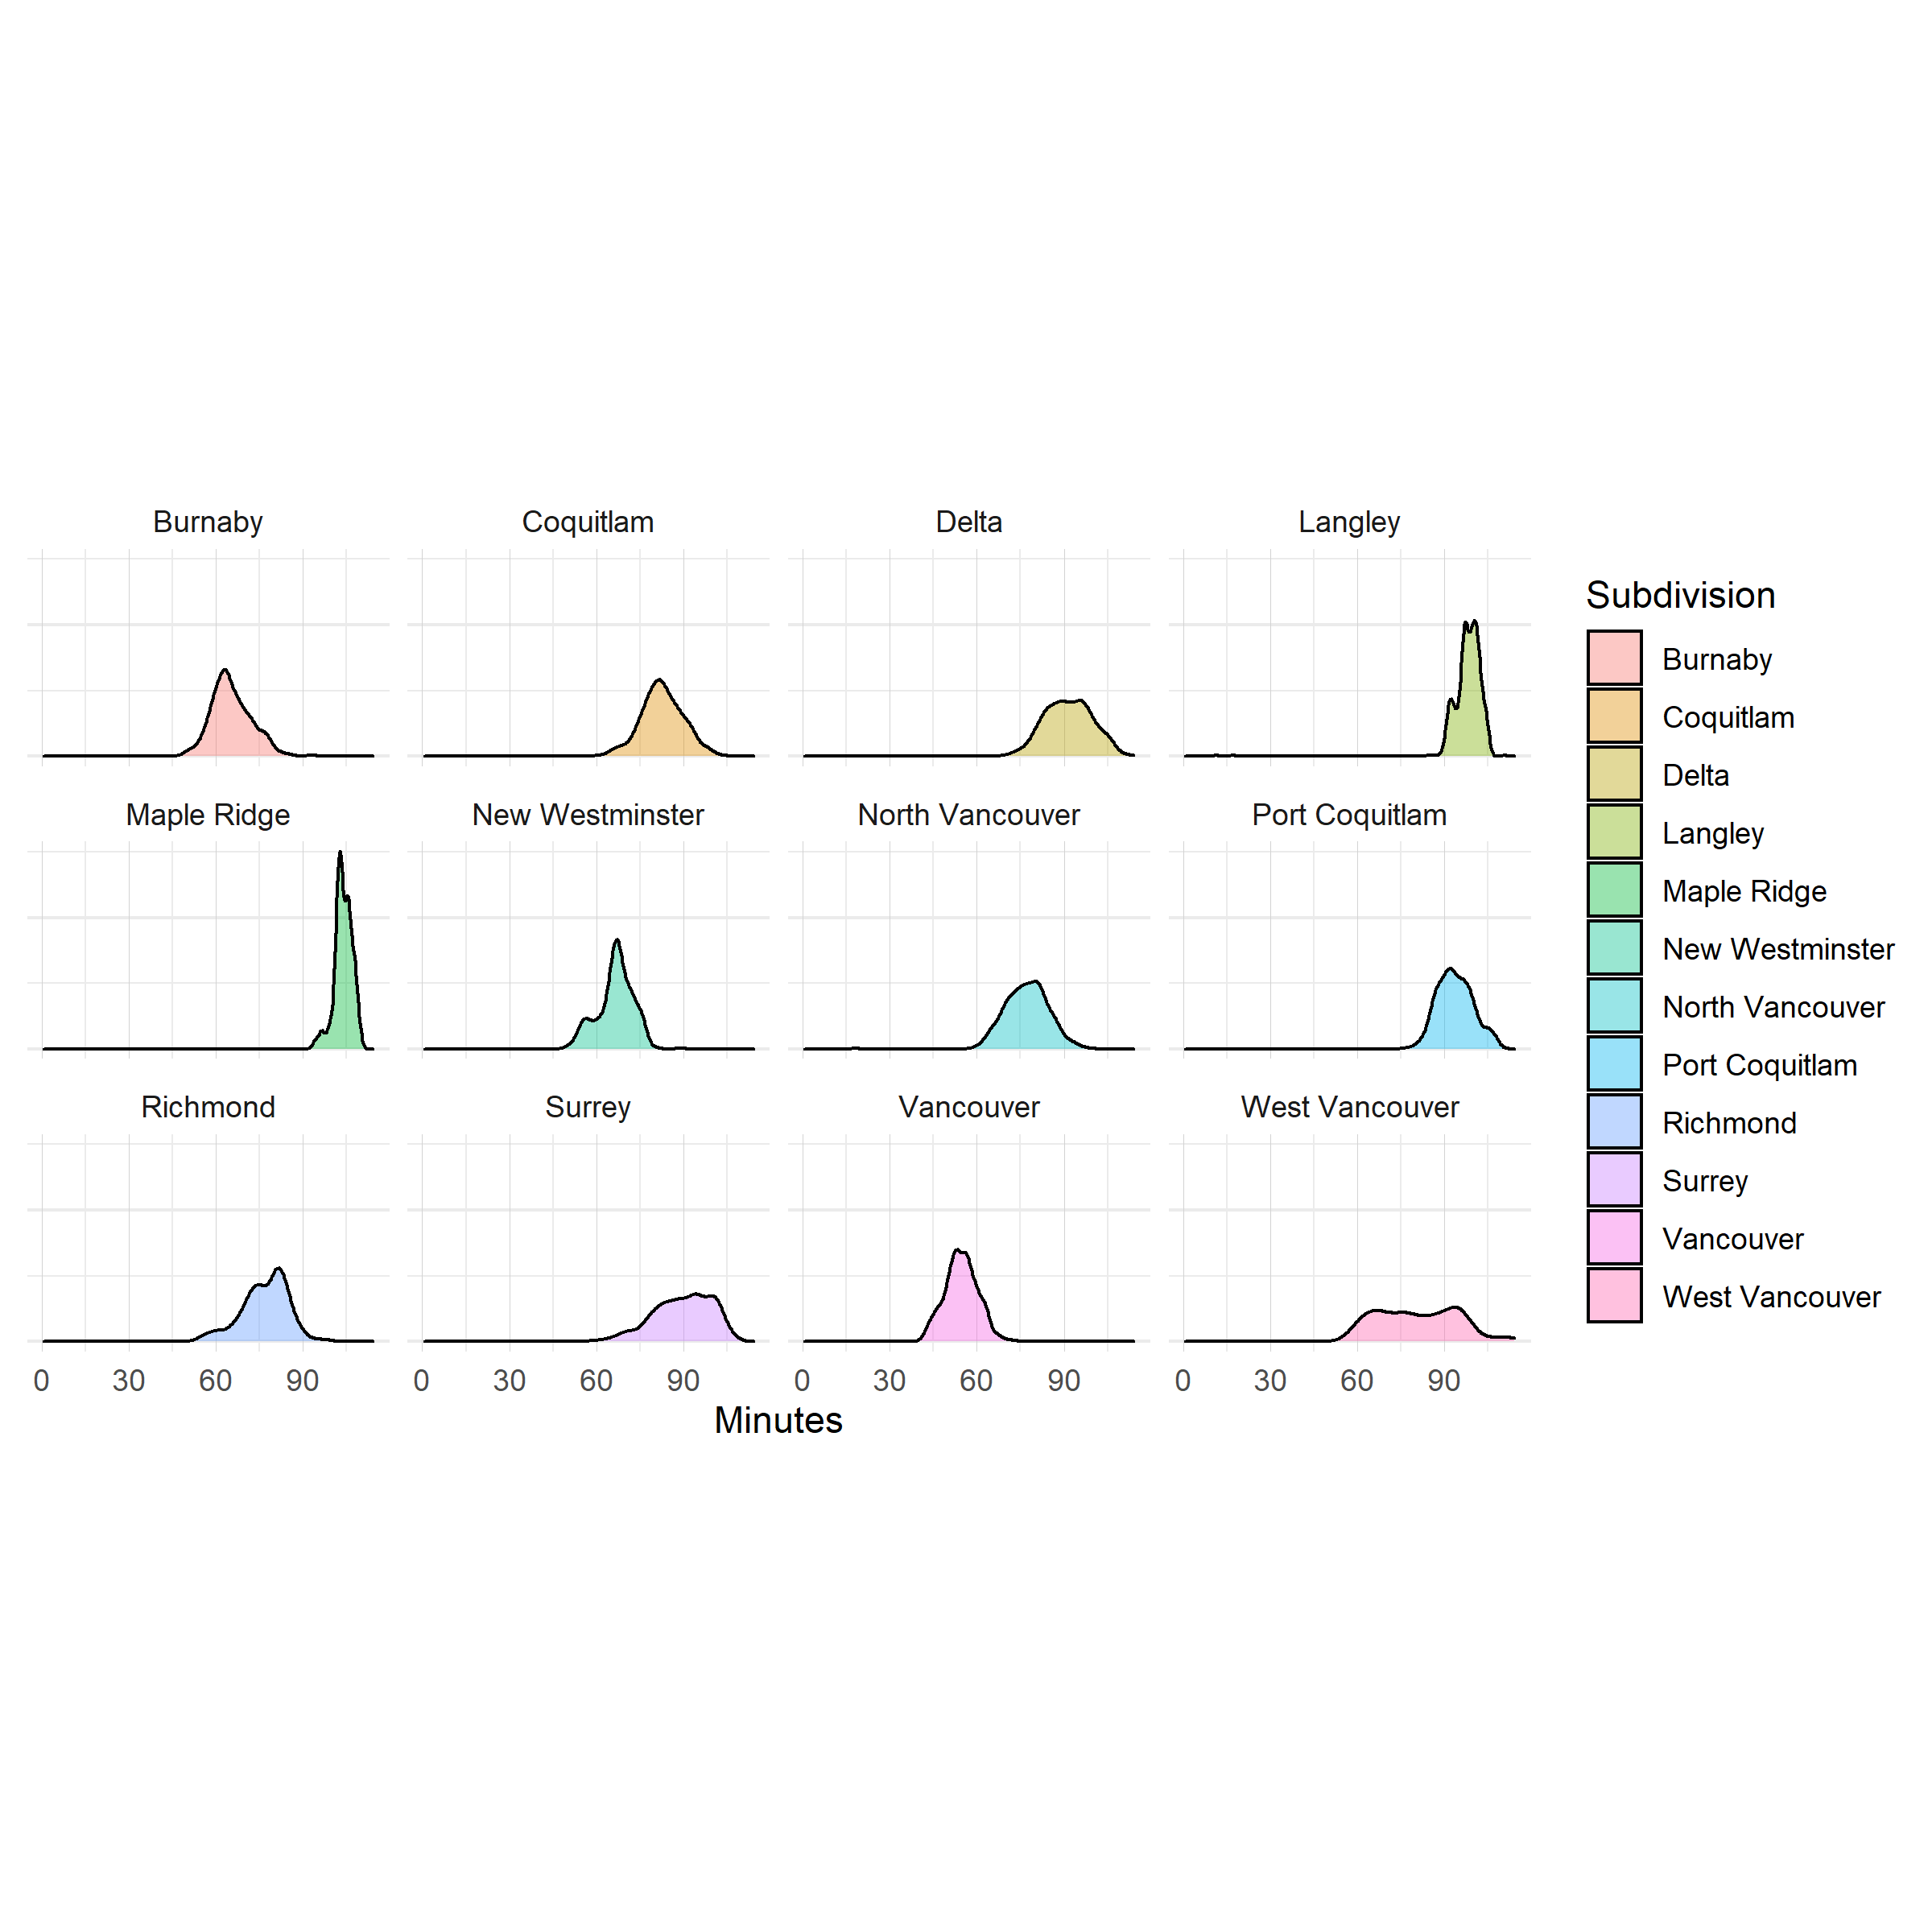 Burnaby Coquitlam Delta Langley
Maple Ridge New Westminster North Vancouver Port Coquitlam
Richmond Surrey Vancouver West Vancouver
0 30 60 90 0 30 60 90 0 30 60 90 0 30 60 90
Minutes
Subdivision
Burnaby
Coquitlam
Delta
Langley
Maple Ridge
New Westminster
North Vancouver
Port Coquitlam
Richmond
Surrey
Vancouver
West Vancouver